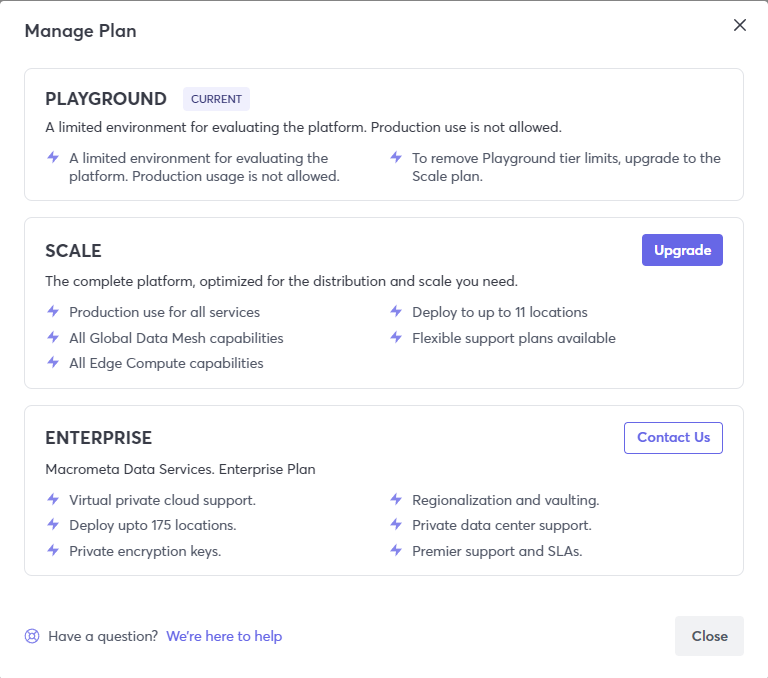 Manage Plan
PLAYGROUND CURRENT
A limited environment for evaluating the platform. Production use is not allowed.
A limited environment for evaluating the
platform. Production usage is not allowed.
To remove Playground tier limits, upgrade to the
Scale plan.
SCALE
Upgrade
The complete platform, optimized for the distribution and scale you need.
Production use for all services
Deploy to up to 11 locations
All Global Data Mesh capabilities
Flexible support plans available
All Edge Compute capabilities
ENTERPRISE
Contact Us
Macrometa Data Services. Enterprise Plan
Virtual private cloud support.
Regionalization and vaulting.
Deploy upto 175 locations.
Private data center support.
Private encryption keys.
Premier support and SLAs.
Have a question? We're here to help
Close